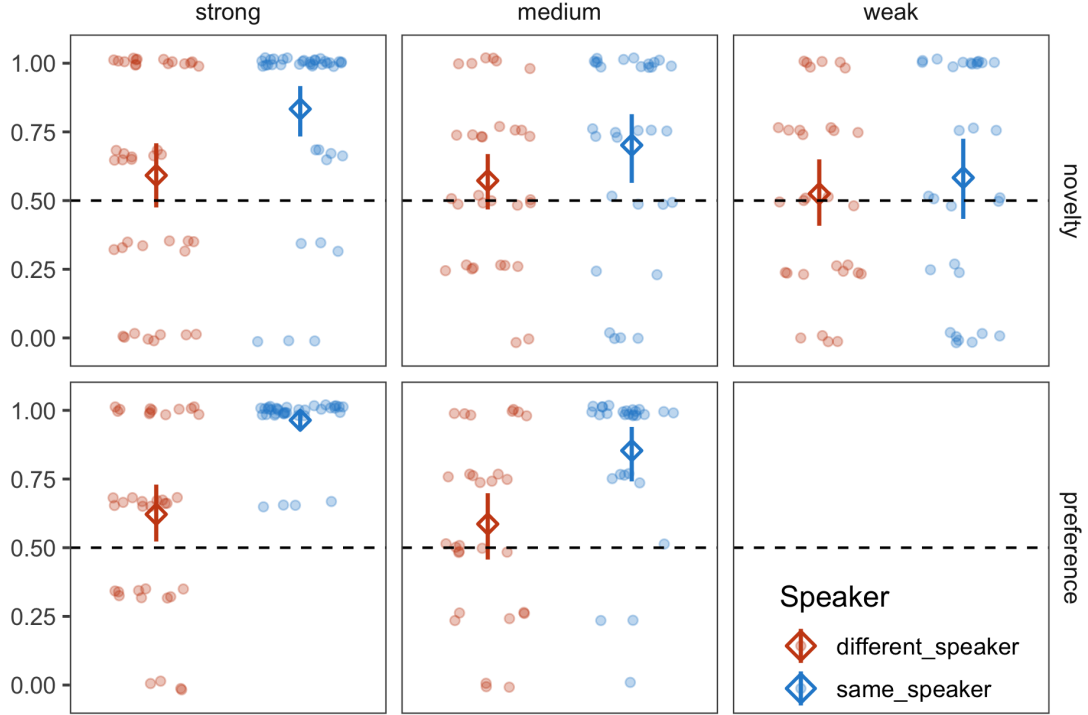 strong medium weak
1.00
0.75
0.50
0.25
0.00
novelty
1.00
0.75
0.50
0.25
0.00
preference
Speaker
different_speaker
same_speaker